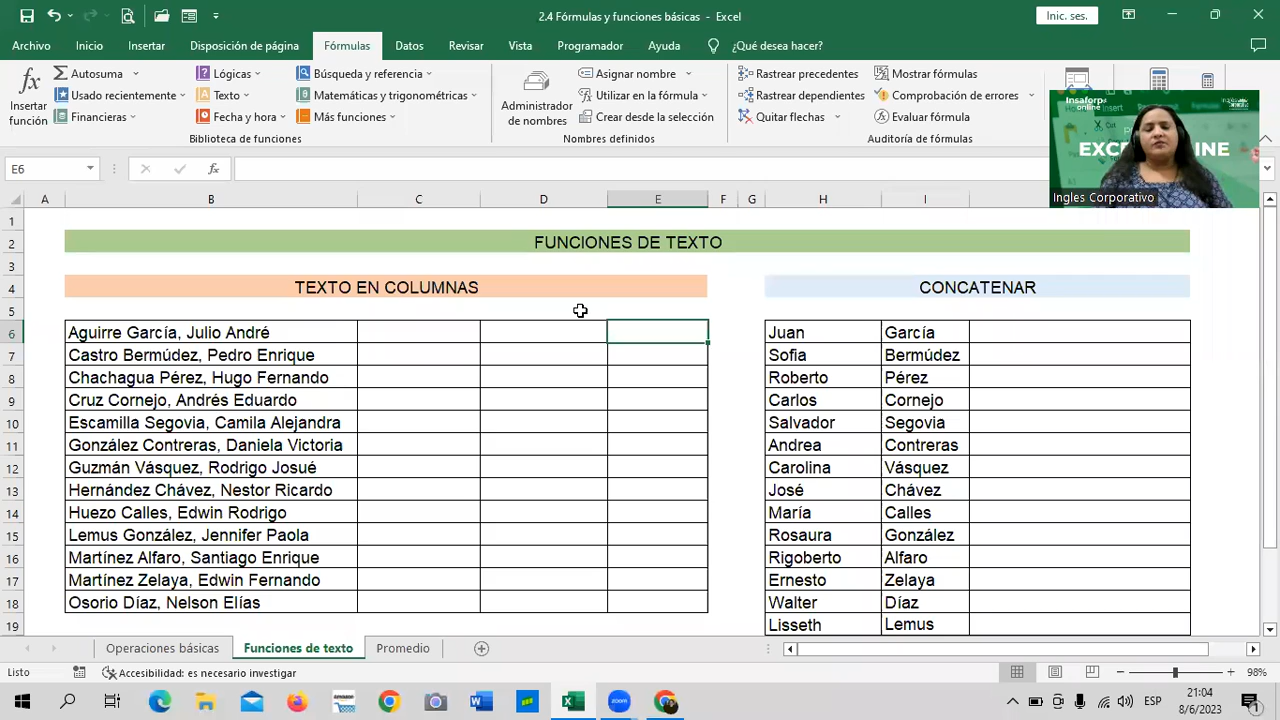 2.4 Fórmulas y funciones básicas - Excel
Inic. ses.
Archivo Inicio Insertar Disposición de página Fórmulas Datos Revisar Vista Programador Ayuda ¿Qué desea hacer?
fx Insertar función
Autosuma
Usado recientemente
Financieras
Lógicas
Texto
Fecha y hora
Búsqueda y referencia
Matemáticas y trigonométricas
Más funciones
Biblioteca de funciones
Administrador de nombres
Asignar nombre
Utilizar en la fórmula
Crear desde la selección
Nombres definidos
Rastrear precedentes
Rastrear dependientes
Quitar flechas
Mostrar fórmulas
Comprobación de errores
Evaluar fórmula
Auditoría de fórmulas
Insaforp online
Ingles Corporativo
E6
fx
A B C D E F G H I
1
2 FUNCIONES DE TEXTO
3
4 TEXTO EN COLUMNAS CONCATENAR
5
6 Aguirre García, Julio André Juan García
7 Castro Bermúdez, Pedro Enrique Sofia Bermúdez
8 Chachagua Pérez, Hugo Fernando Roberto Pérez
9 Cruz Cornejo, Andrés Eduardo Carlos Cornejo
10 Escamilla Segovia, Camila Alejandra Salvador Segovia
11 González Contreras, Daniela Victoria Andrea Contreras
12 Guzmán Vásquez, Rodrigo Josué Carolina Vásquez
13 Hernández Chávez, Nestor Ricardo José Chávez
14 Huezo Calles, Edwin Rodrigo María Calles
15 Lemus González, Jennifer Paola Rosaura González
16 Martínez Alfaro, Santiago Enrique Rigoberto Alfaro
17 Martínez Zelaya, Edwin Fernando Ernesto Zelaya
18 Osorio Díaz, Nelson Elías Walter Díaz
19 Lisseth Lemus
Operaciones básicas Funciones de texto Promedio
Listo Accesibilidad: es necesario investigar 98%
ESP 21:04
8/6/2023